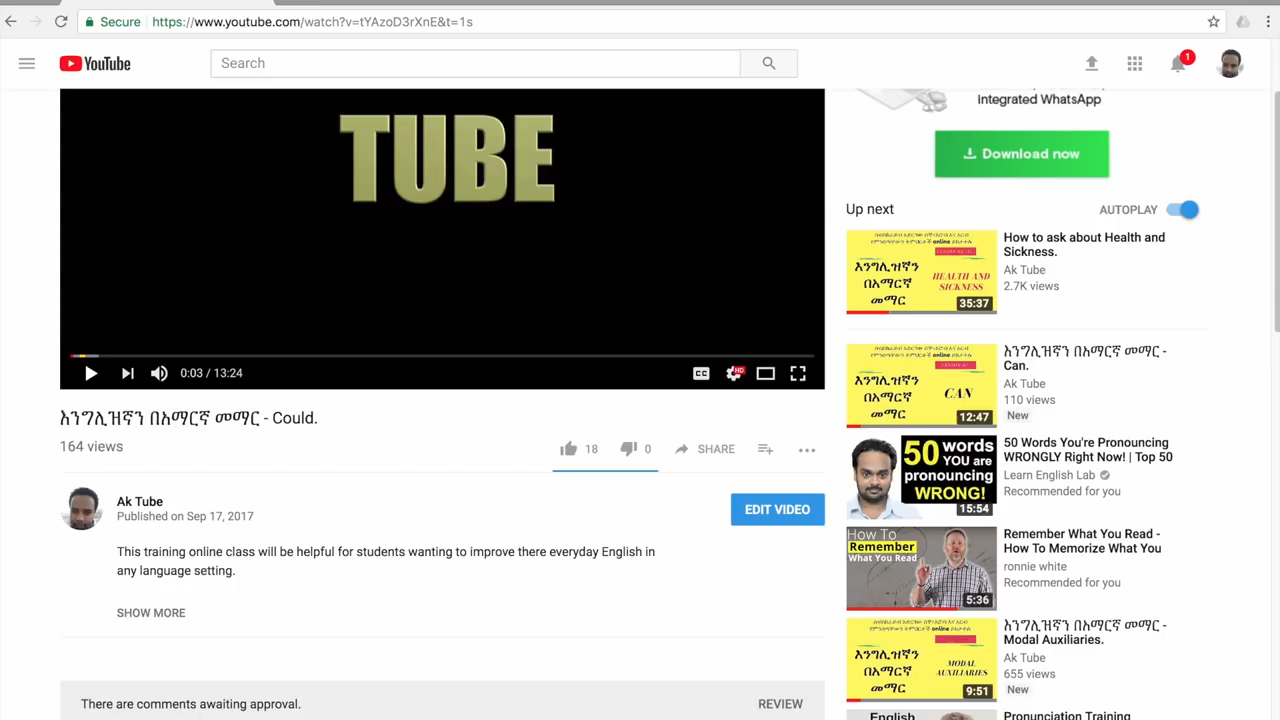 Secure https://www.youtube.com/watch?v=tYAzoD3rXnE&t=1s
YouTube
Search
1
TUBE
0:03 / 13:24
CC
HD
እንግሊዝኛን በአማርኛ መማር - Could.
164 views
18
0
SHARE
Ak Tube
Published on Sep 17, 2017
EDIT VIDEO
This training online class will be helpful for students wanting to improve there everyday English in
any language setting.
SHOW MORE
There are comments awaiting approval.
REVIEW
integrated WhatsApp
Download now
Up next
AUTOPLAY
እንግሊዝኛን
በአማርኛ
መማር
HEALTH AND
SICKNESS
35:37
How to ask about Health and
Sickness.
Ak Tube
2.7K views
እንግሊዝኛን
በአማርኛ
መማር
CAN
12:47
እንግሊዝኛን በአማርኛ መማር -
Can.
Ak Tube
110 views
New
50 words
YOU are
pronouncing
WRONG!
15:54
50 Words You're Pronouncing
WRONGLY Right Now! | Top 50
Learn English Lab
Recommended for you
How To
Remember
What You Read
5:36
Remember What You Read -
How To Memorize What You
ronnie white
Recommended for you
እንግሊዝኛን
በአማርኛ
መማር
MODAL
AUXILIARIES
9:51
እንግሊዝኛን በአማርኛ መማር -
Modal Auxiliaries.
Ak Tube
655 views
New
English
Pronunciation Training